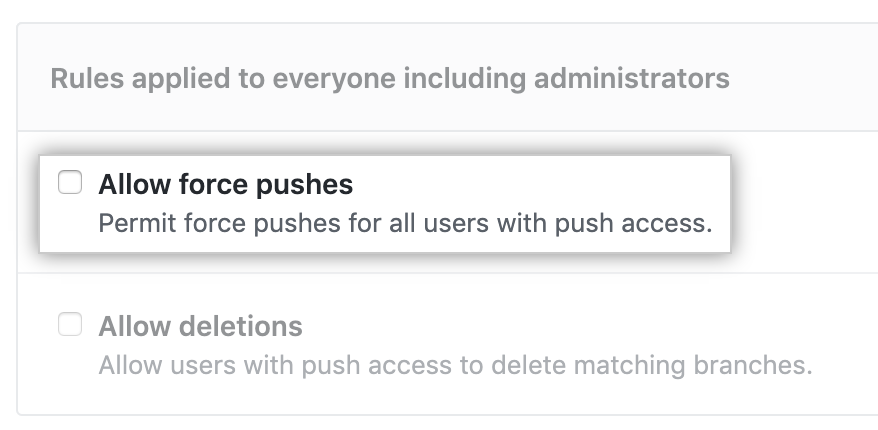 Rules applied to everyone including administrators
Allow force pushes
Permit force pushes for all users with push access.
Allow deletions
Allow users with push access to delete matching branches.